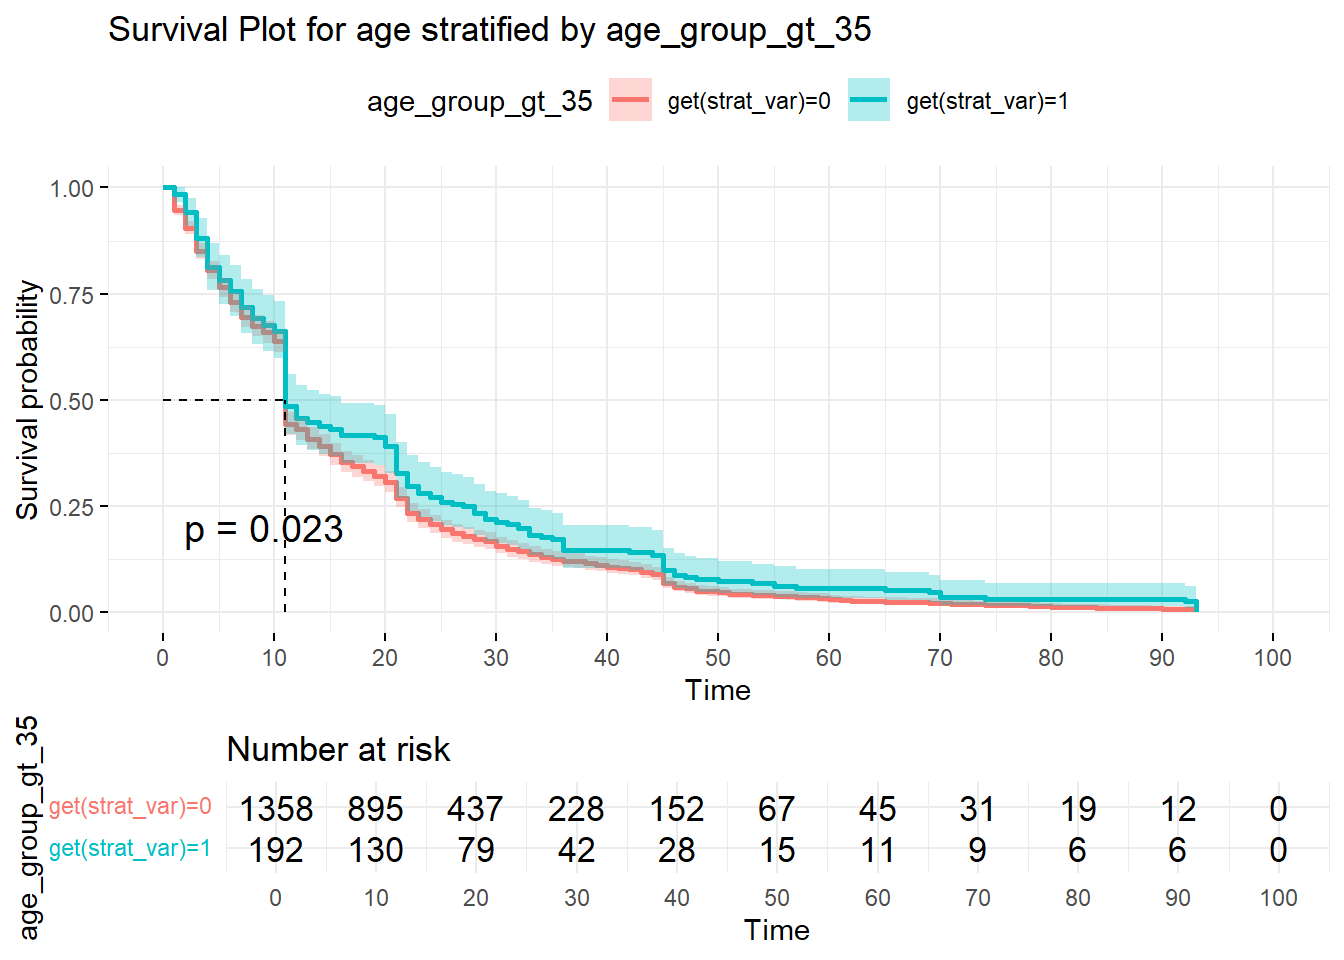 Survival Plot for age stratified by age_group_gt_35
age_group_gt_35 get(strat_var)=0 get(strat_var)=1
Survival probability
1.00
0.75
0.50
0.25
0.00
p = 0.023
0 10 20 30 40 50 60 70 80 90 100
Time
Number at risk
age_group_gt_35
get(strat_var)=0 1358 895 437 228 152 67 45 31 19 12 0
get(strat_var)=1 192 130 79 42 28 15 11 9 6 6 0
0 10 20 30 40 50 60 70 80 90 100
Time